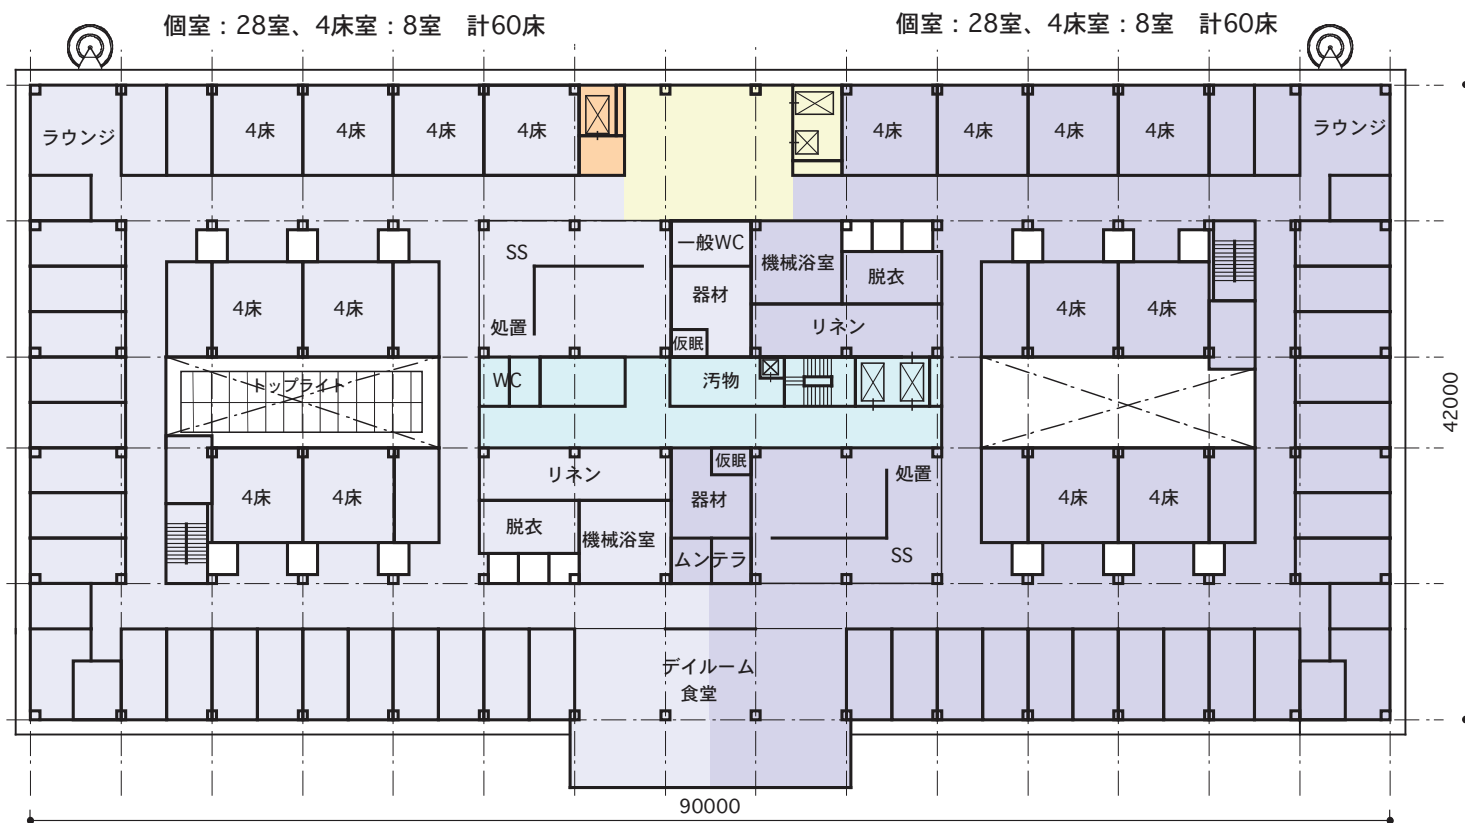 個室：28室、4床室：8室　計60床
個室：28室、4床室：8室　計60床
ラウンジ
4床
4床
4床
4床
4床
4床
4床
4床
ラウンジ
SS
一般WC
機械浴室
脱衣
器材
4床
4床
処置
仮眠
リネン
4床
4床
トップライト
WC
汚物
42000
リネン
仮眠
処置
4床
4床
器材
4床
4床
脱衣
機械浴室
ムンテラ
SS
デイルーム
食堂
90000